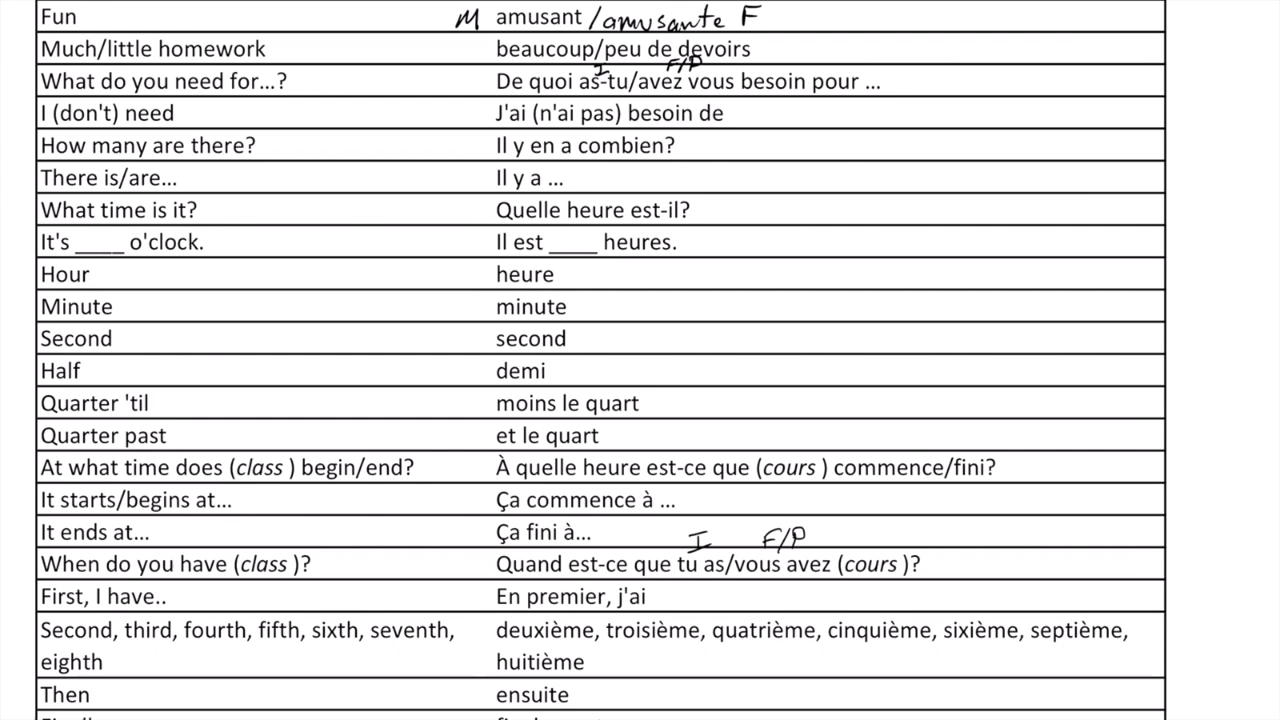 Fun M amusant /amusante F
Much/little homework beaucoup/peu de devoirs
I F/P
What do you need for...? De quoi as-tu/avez vous besoin pour ...
I (don't) need J'ai (n'ai pas) besoin de
How many are there? Il y en a combien?
There is/are... Il y a ...
What time is it? Quelle heure est-il?
It's ____ o'clock. Il est ____ heures.
Hour heure
Minute minute
Second second
Half demi
Quarter 'til moins le quart
Quarter past et le quart
At what time does (class ) begin/end? À quelle heure est-ce que (cours ) commence/fini?
It starts/begins at... Ça commence à ...
It ends at... Ça fini à...
I F/P
When do you have (class )? Quand est-ce que tu as/vous avez (cours )?
First, I have.. En premier, j'ai
Second, third, fourth, fifth, sixth, seventh, deuxième, troisième, quatrième, cinquième, sixième, septième,
eighth huitième
Then ensuite